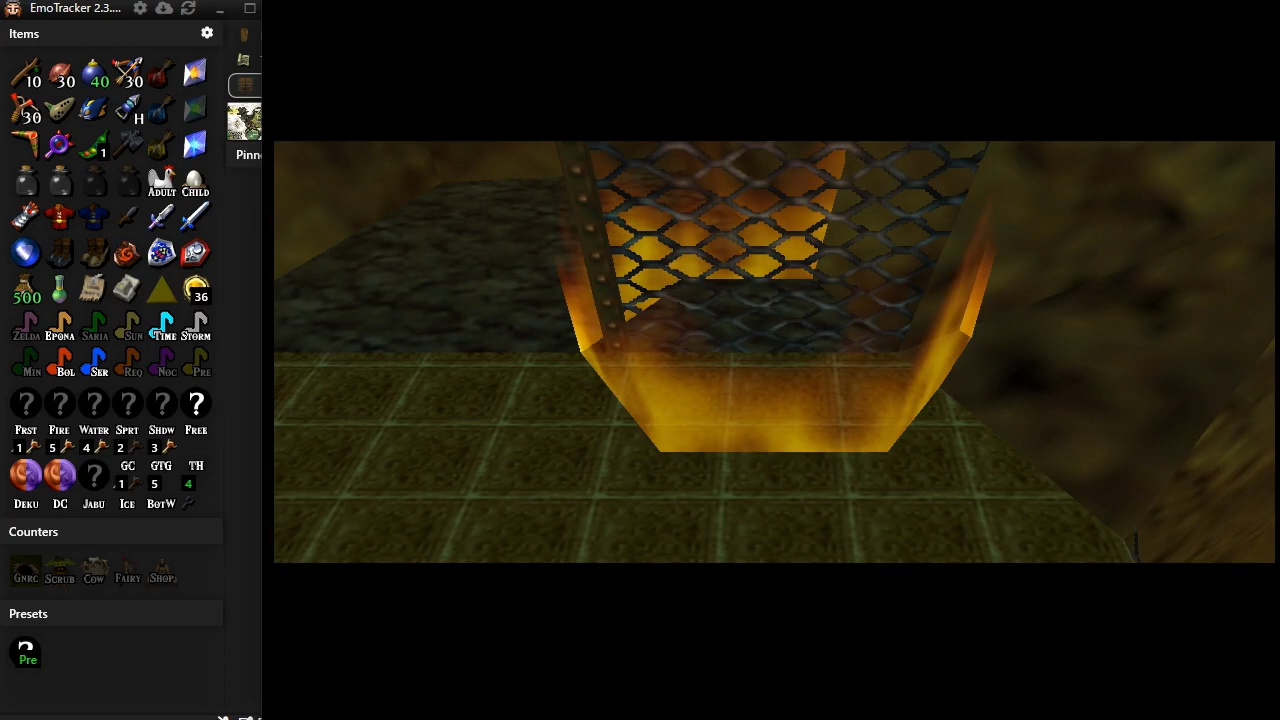 EmoTracker 2.3....
Items
10 30 40 30
30 H
1
ADULT CHILD
500 36
ZELDA EPONA SARIA SUN TIME STORM
MIN BOL SER REQ NOC PRE
? ? ? ? ? ?
FRST FIRE WATER SPRT SHDW FREE
1 5 4 2 3
? GC GTG TH
1 5 4
DEKU DC JABU ICE BOTW
Counters
GNRC SCRUB COW FAIRY SHOP
Presets
Pre
Pinn